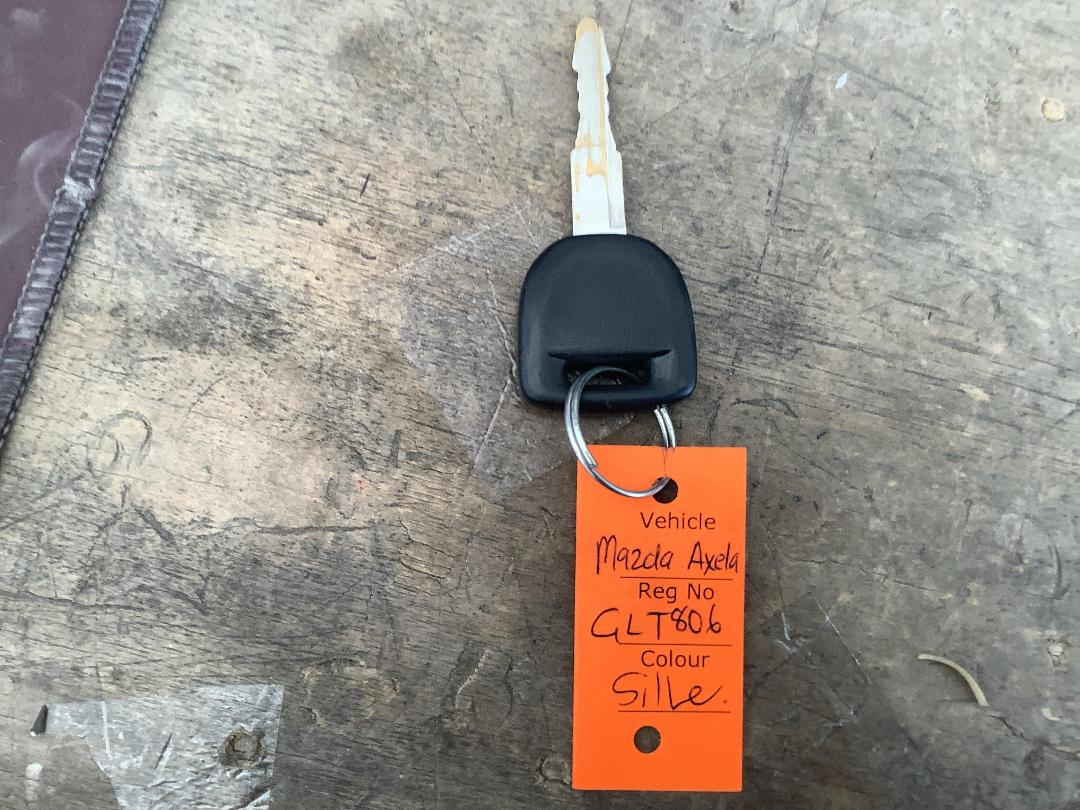 Vehicle
Mazda Axela
Reg No
GLT806
Colour
Sille.